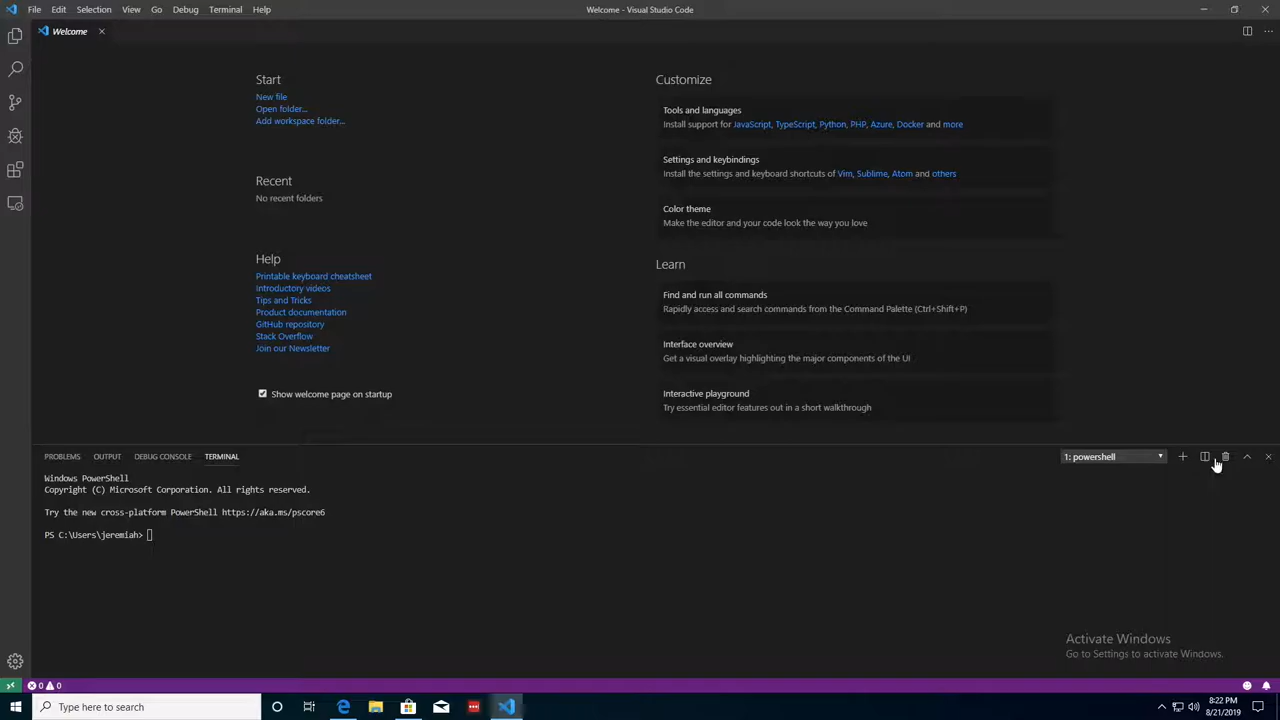 File Edit Selection View Go Debug Terminal Help
Welcome - Visual Studio Code
Welcome
Start
New file
Open folder...
Add workspace folder...
Recent
No recent folders
Help
Printable keyboard cheatsheet
Introductory videos
Tips and Tricks
Product documentation
GitHub repository
Stack Overflow
Join our Newsletter
Show welcome page on startup
Customize
Tools and languages
Install support for JavaScript, TypeScript, Python, PHP, Azure, Docker and more
Settings and keybindings
Install the settings and keyboard shortcuts of Vim, Sublime, Atom and others
Color theme
Make the editor and your code look the way you love
Learn
Find and run all commands
Rapidly access and search commands from the Command Palette (Ctrl+Shift+P)
Interface overview
Get a visual overlay highlighting the major components of the UI
Interactive playground
Try essential editor features out in a short walkthrough
PROBLEMS OUTPUT DEBUG CONSOLE TERMINAL
1: powershell
Windows PowerShell
Copyright (C) Microsoft Corporation. All rights reserved.
Try the new cross-platform PowerShell https://aka.ms/pscore6
PS C:\Users\jeremiah>
Activate Windows
Go to Settings to activate Windows.
0 0
Type here to search
8:22 PM
8/21/2019